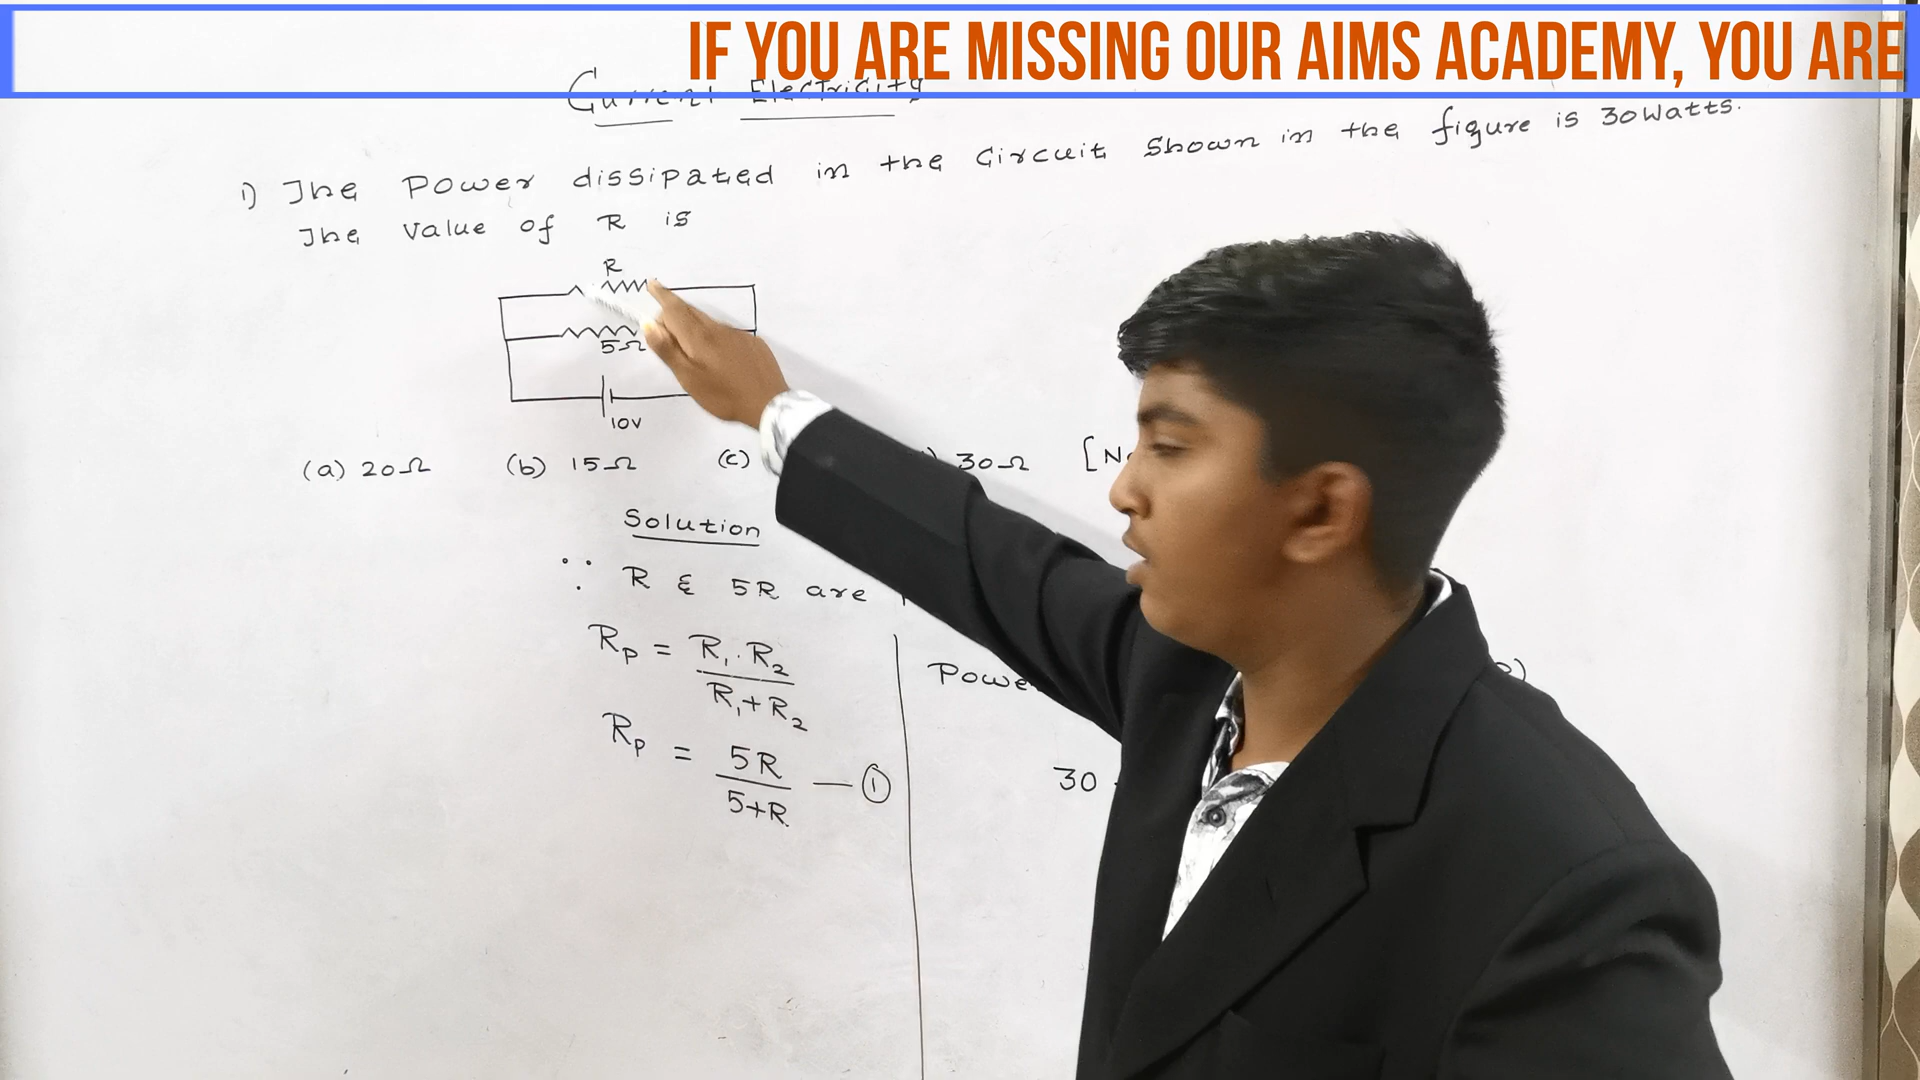 IF YOU ARE MISSING OUR AIMS ACADEMY, YOU ARE
Current Electricity
1) The Power dissipated in the Circuit Shown in the figure is 30 Watts.
The value of R is
R
5Ω
10V
(a) 20Ω (b) 15Ω (c) 30Ω
Solution
∵ R & 5R are
Rp = R₁.R₂ / R₁+R₂
Rp = 5R / 5+R — ①
30